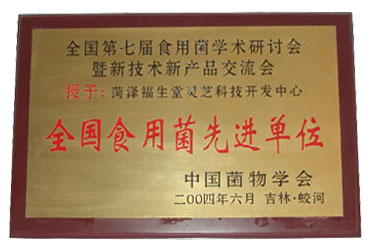 全国第七届食用菌学术研讨会
暨新技术新产品交流会
授于：菏泽福生堂灵芝科技开发中心
全国食用菌先进单位
中国菌物学会
二00四年六月 吉林·蛟河